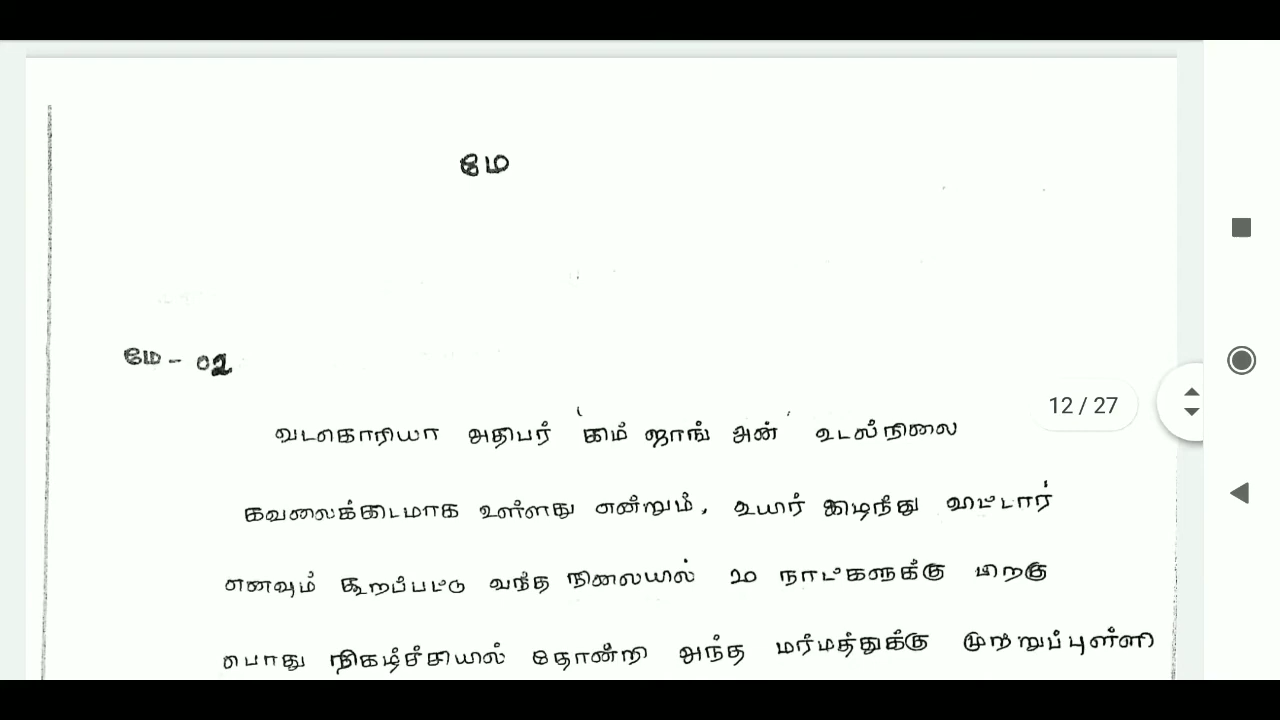 மே
மே - 02
வடகொரியா அதிபர் 'கிம் ஜாங் அன்' உடல்நிலை
12 / 27
கவலைக்கிடமாக உள்ளது என்றும், உயிர் இழந்து விட்டார்
எனவும் கூறப்பட்டு வந்த நிலையில் 20 நாட்களுக்கு பிறகு
பொது நிகழ்ச்சியில் தோன்றி அந்த மர்மத்துக்கு முற்றுப்புள்ளி